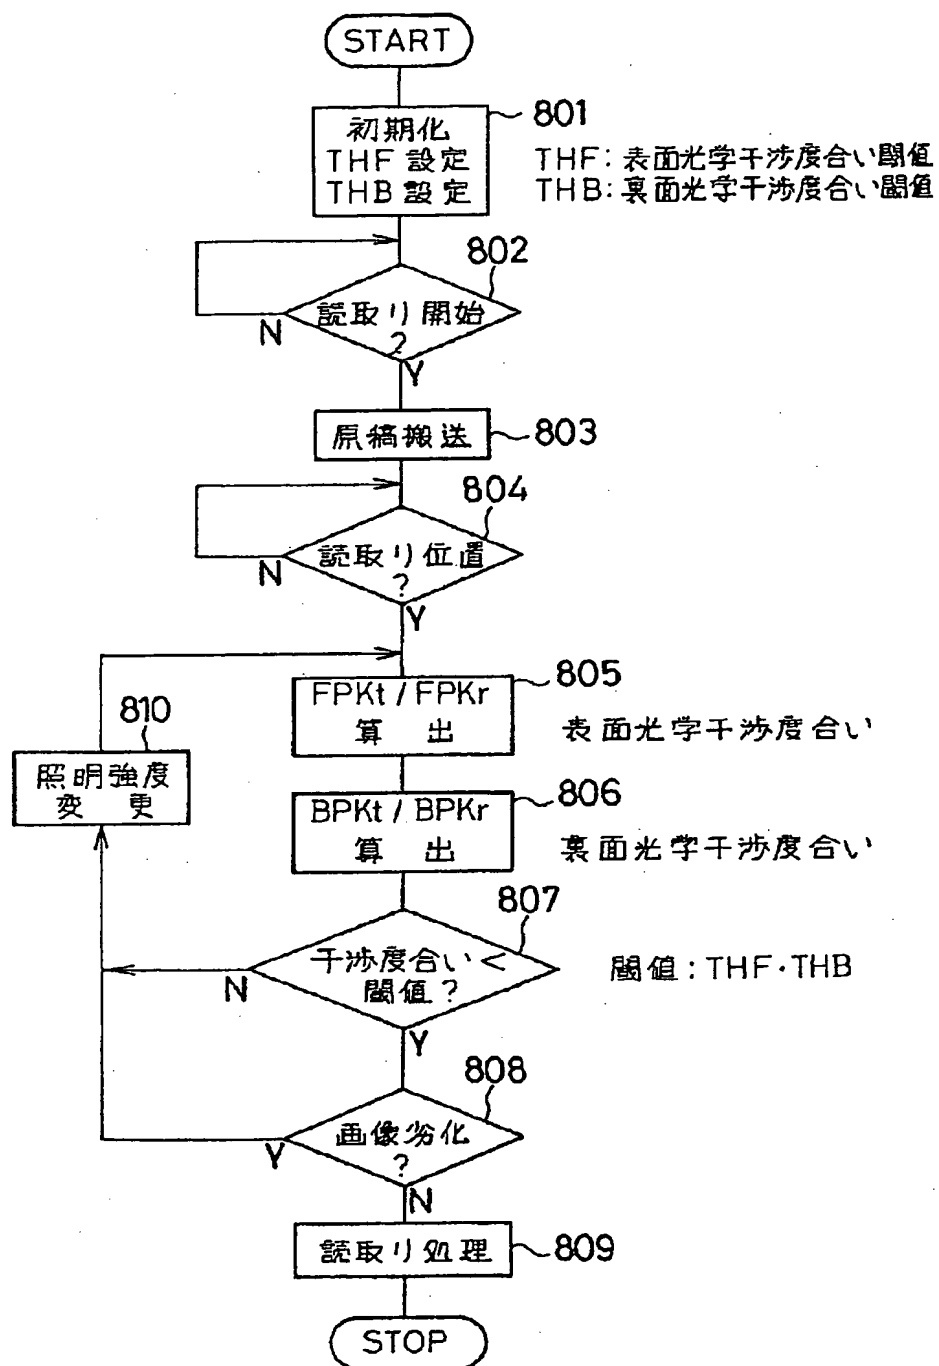 START
801
初期化
THF 設定
THB 設定
THF: 表面光学干渉度合い閾値
THB: 裏面光学干渉度合い閾値
802
読取り開始
?
N
Y
原稿搬送
803
804
読取り位置
?
N
Y
805
FPKt / FPKr
算 出
表面光学干渉度合い
810
照明強度
変 更
806
BPKt / BPKr
算 出
裏面光学干渉度合い
807
干渉度合い <
閾値 ?
閾値 : THF・THB
N
Y
808
画像劣化
?
Y
N
読取り処理
809
STOP